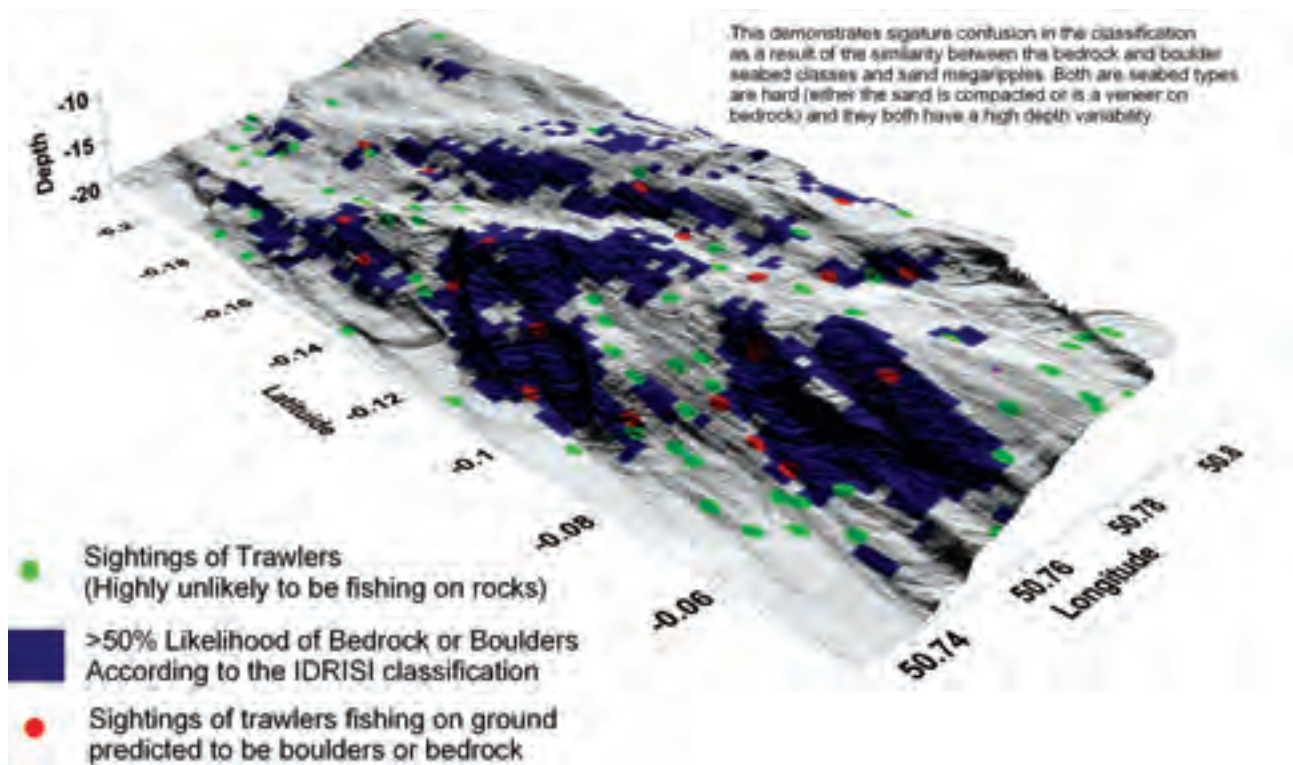 This demonstrates sigature confusion in the classification
as a result of the similarity between the bedrock and boulder
seabed classes and sand megaripples. Both are seabed types
are hard (either the sand is compacted or is a veneer on
bedrock) and they both have a high depth variability
-10
-15
-20
Depth
-0.2
-0.18
-0.16
-0.14
-0.12
-0.1
-0.08
-0.06
Latitude
50.74
50.76
50.78
50.8
Longitude
Sightings of Trawlers
(Highly unlikely to be fishing on rocks)
>50% Likelihood of Bedrock or Boulders
According to the IDRISI classification
Sightings of trawlers fishing on ground
predicted to be boulders or bedrock